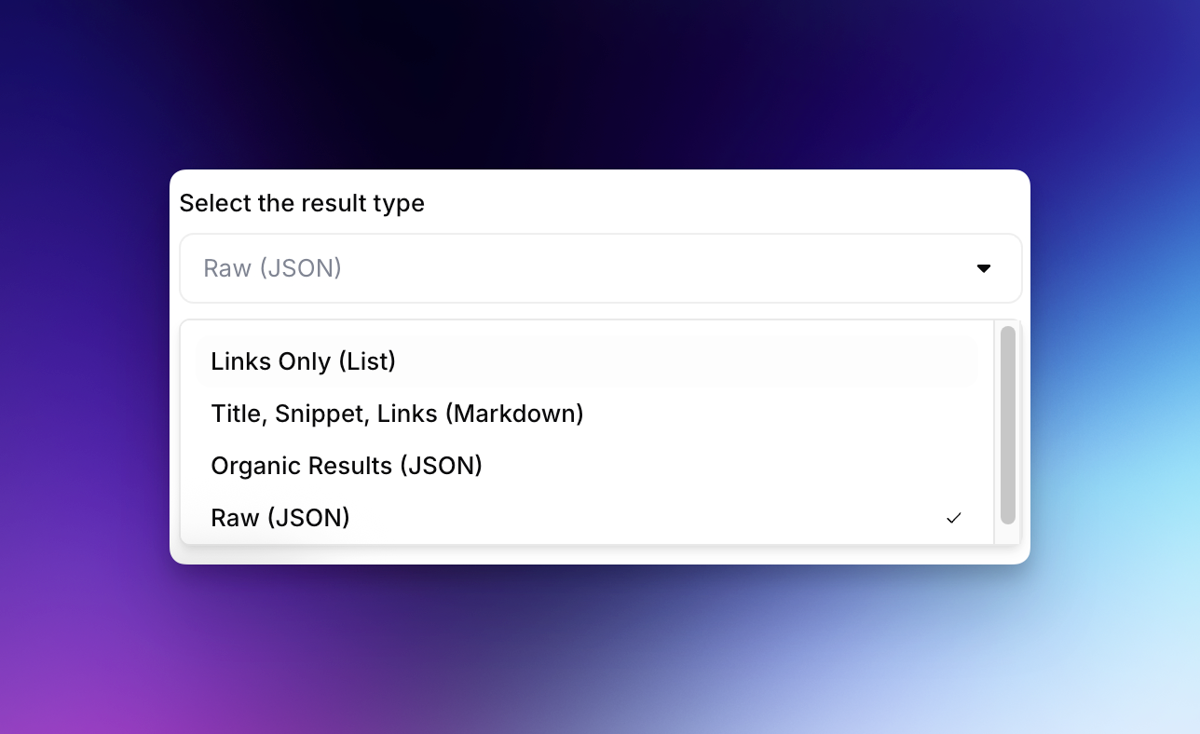 Select the result type
Raw (JSON)
Links Only (List)
Title, Snippet, Links (Markdown)
Organic Results (JSON)
Raw (JSON)